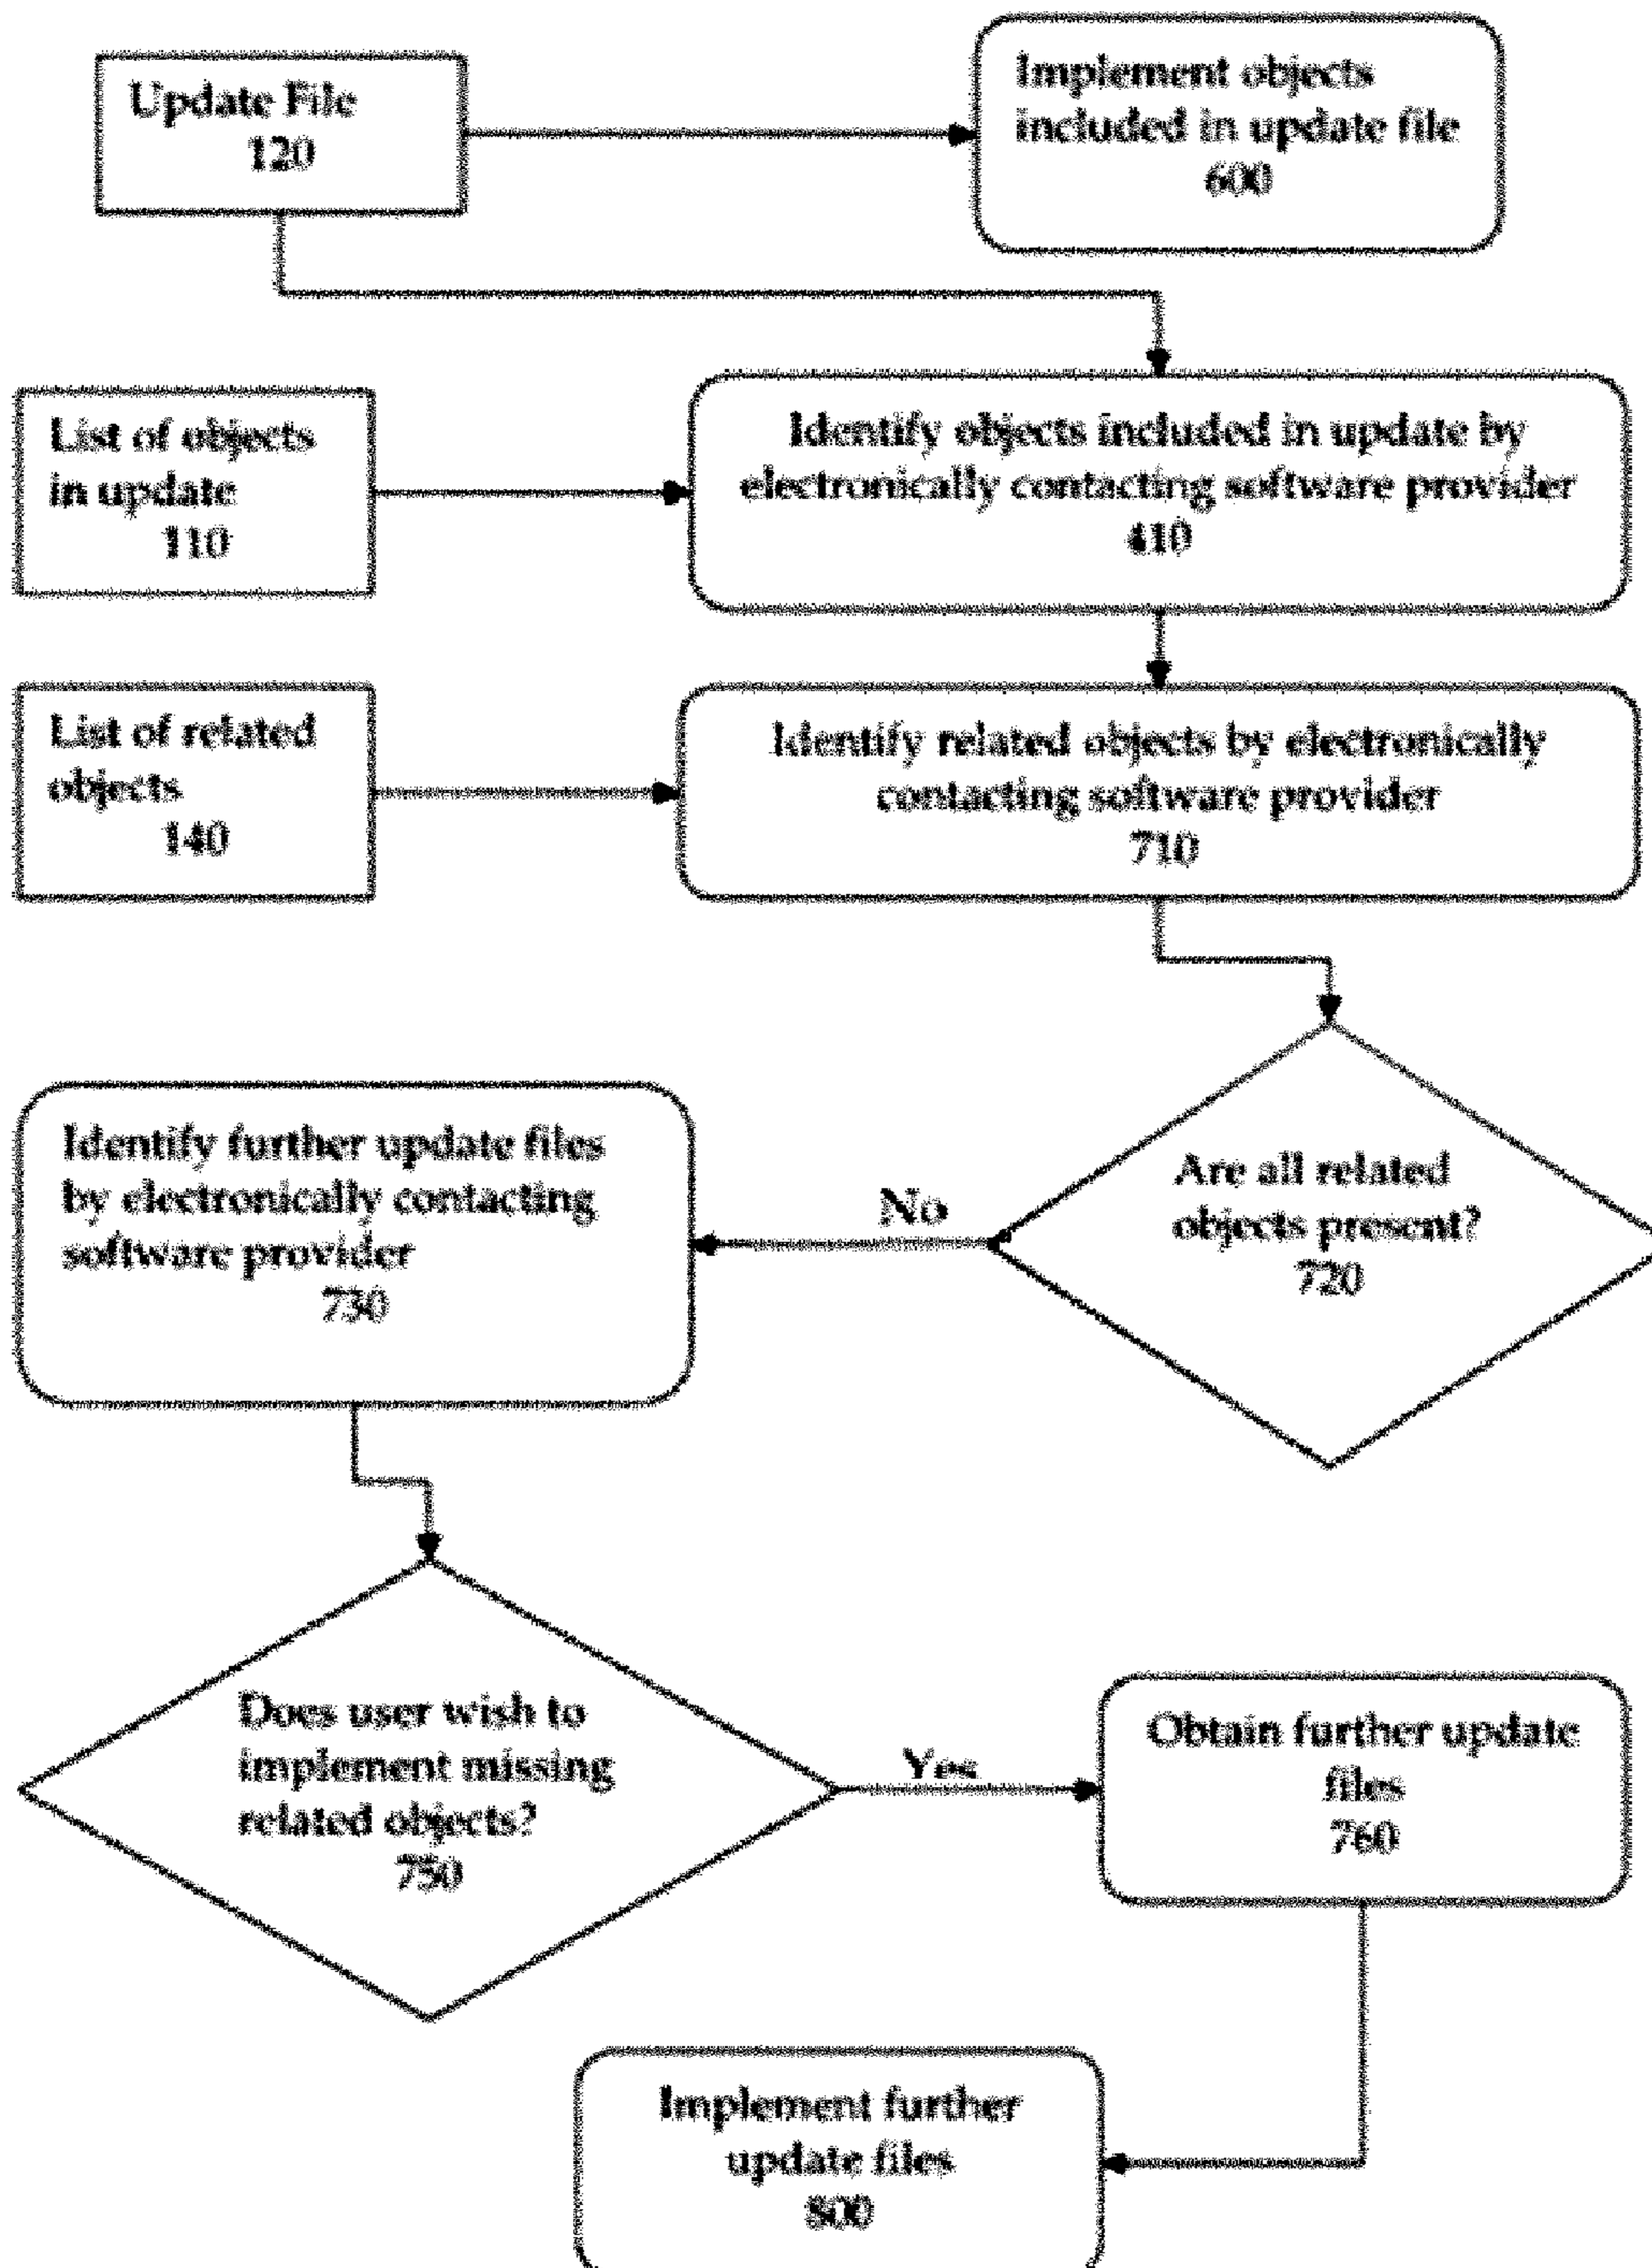 Update File
120
Implement objects
included in update file
600
List of objects
in update
110
Identify objects included in update by
electronically contacting software provider
410
List of related
objects
140
Identify related objects by electronically
contacting software provider
710
Identify further update files
by electronically contacting
software provider
730
No
Are all related
objects present?
720
Does user wish to
implement missing
related objects?
750
Yes
Obtain further update
files
760
Implement further
update files
800